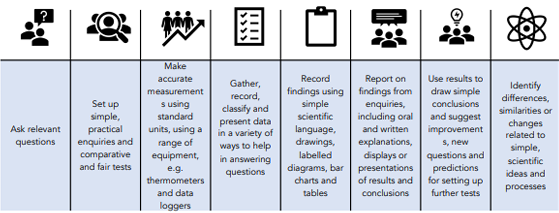 Ask relevant
questions
Set up
simple,
practical
enquiries and
comparative
and fair tests
Make
accurate
measurement
s using
standard
units, using a
range of
equipment,
e.g.
thermometers
and data
loggers
Gather,
record,
classify and
present data
in a variety of
ways to help
in answering
questions
Record
findings using
simple
scientific
language,
drawings,
labelled
diagrams, bar
charts and
tables
Report on
findings from
enquiries,
including oral
and written
explanations,
displays or
presentations
of results and
conclusions
Use results to
draw simple
conclusions
and suggest
improvement
s, new
questions and
predictions
for setting up
further tests
Identify
differences,
similarities or
changes
related to
simple,
scientific
ideas and
processes